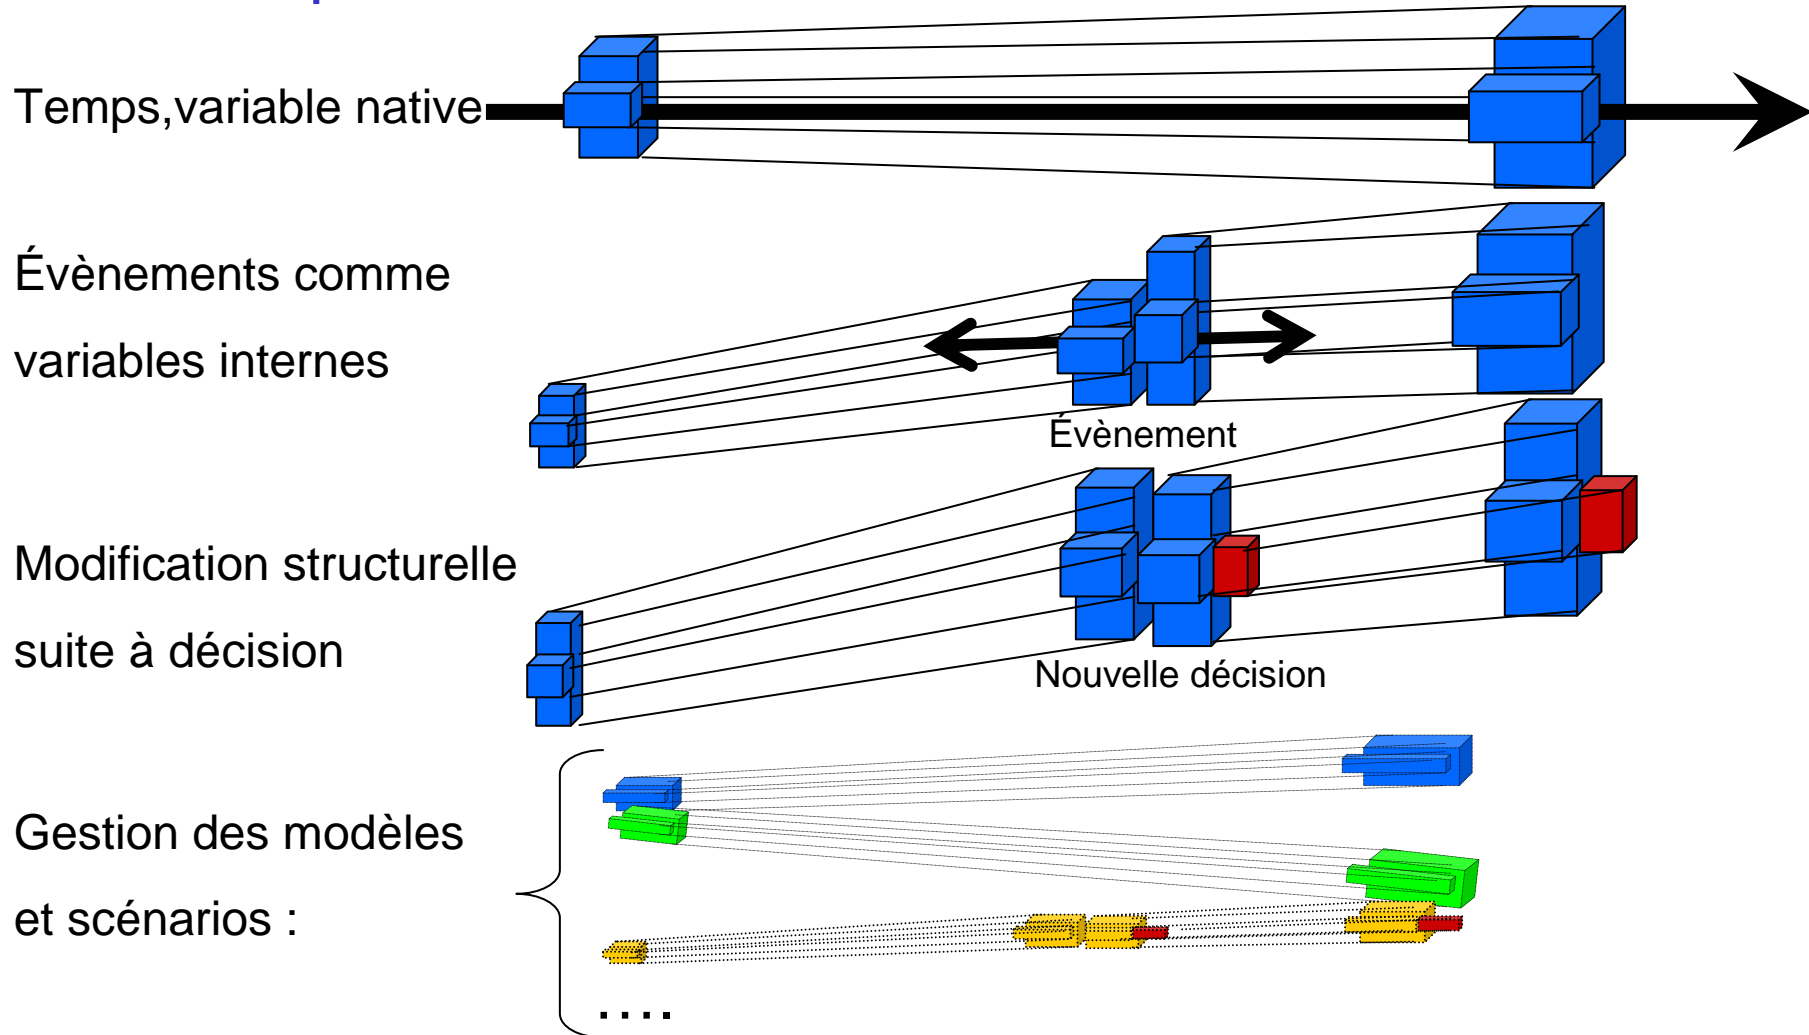 Temps,variable native
Évènements comme
variables internes
Évènement
Modification structurelle
suite à décision
Nouvelle décision
Gestion des modèles
et scénarios :
....